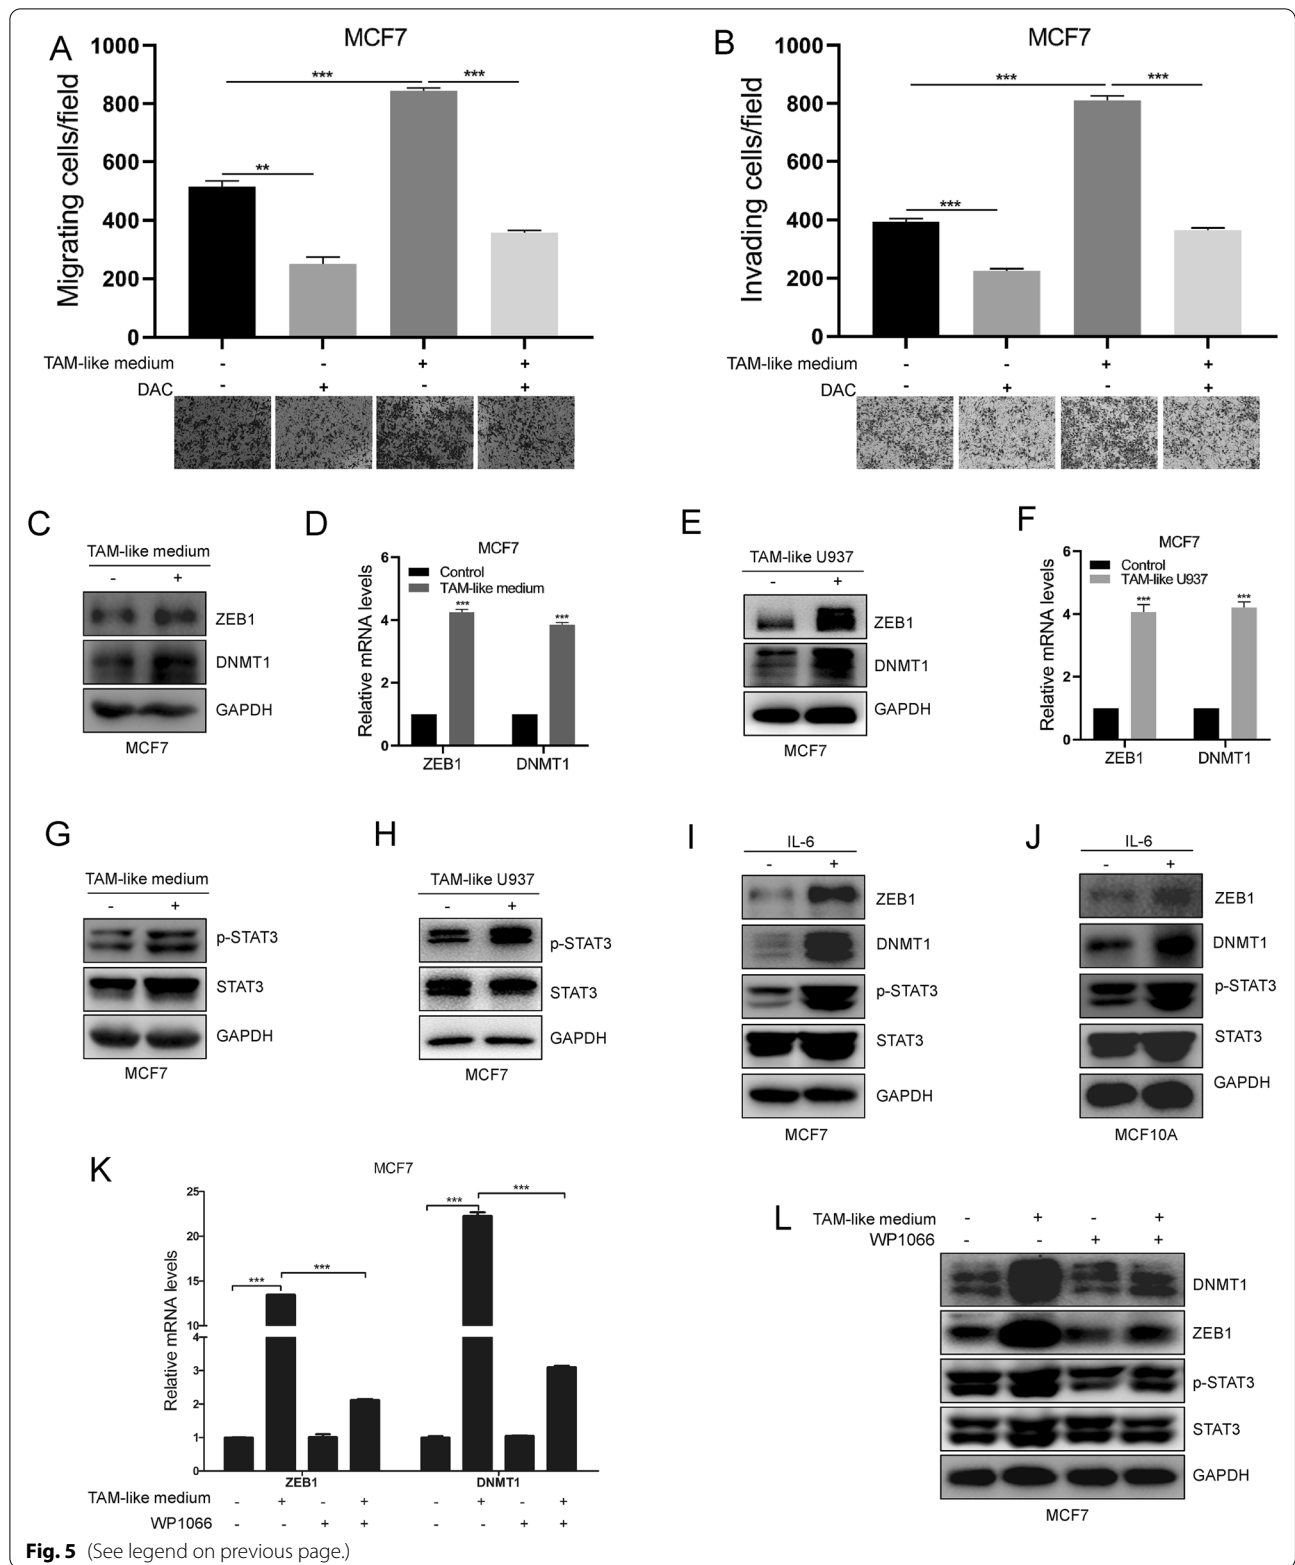 A
MCF7
Migrating cells/field
1000
800
600
400
200
0
***
***
**
TAM-like medium - - + +
DAC - + - +
B
MCF7
Invading cells/field
1000
800
600
400
200
0
***
***
***
TAM-like medium - - + +
DAC - + - +
C
TAM-like medium
- +
ZEB1
DNMT1
GAPDH
MCF7
D
MCF7
Control
TAM-like medium
Relative mRNA levels
6
4
2
0
***
***
ZEB1 DNMT1
E
TAM-like U937
- +
ZEB1
DNMT1
GAPDH
MCF7
F
MCF7
Control
TAM-like U937
Relative mRNA levels
6
4
2
0
***
***
ZEB1 DNMT1
G
TAM-like medium
- +
p-STAT3
STAT3
GAPDH
MCF7
H
TAM-like U937
- +
p-STAT3
STAT3
GAPDH
MCF7
I
IL-6
- +
ZEB1
DNMT1
p-STAT3
STAT3
GAPDH
MCF7
J
IL-6
- +
ZEB1
DNMT1
p-STAT3
STAT3
GAPDH
MCF10A
K
MCF7
Relative mRNA levels
25
20
15
10
4
3
2
1
0
*** ***
*** ***
ZEB1 DNMT1
TAM-like medium - + - + - + - +
WP1066 - - + + - - + +
L
TAM-like medium - + - +
WP1066 - - + +
DNMT1
ZEB1
p-STAT3
STAT3
GAPDH
MCF7
Fig. 5 (See legend on previous page.)